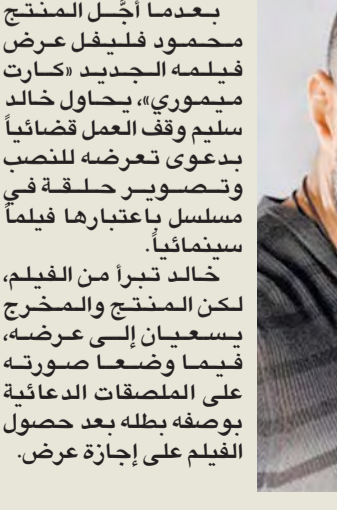 بعدما أجَّل المنتج
محمود فليفل عرض
فيلمه الجديد «كارت
ميموري»، يحاول خالد
سليم وقف العمل قضائياً
بدعوى تعرضه للنصب
وتصوير حلقة في
مسلسل باعتبارها فيلماً
سينمائياً.
خالد تبرأ من الفيلم،
لكن المنتج والمخرج
يسعيان إلى عرضه،
فيما وضعا صورته
على الملصقات الدعائية
بوصفه بطله بعد حصول
الفيلم على إجازة عرض.